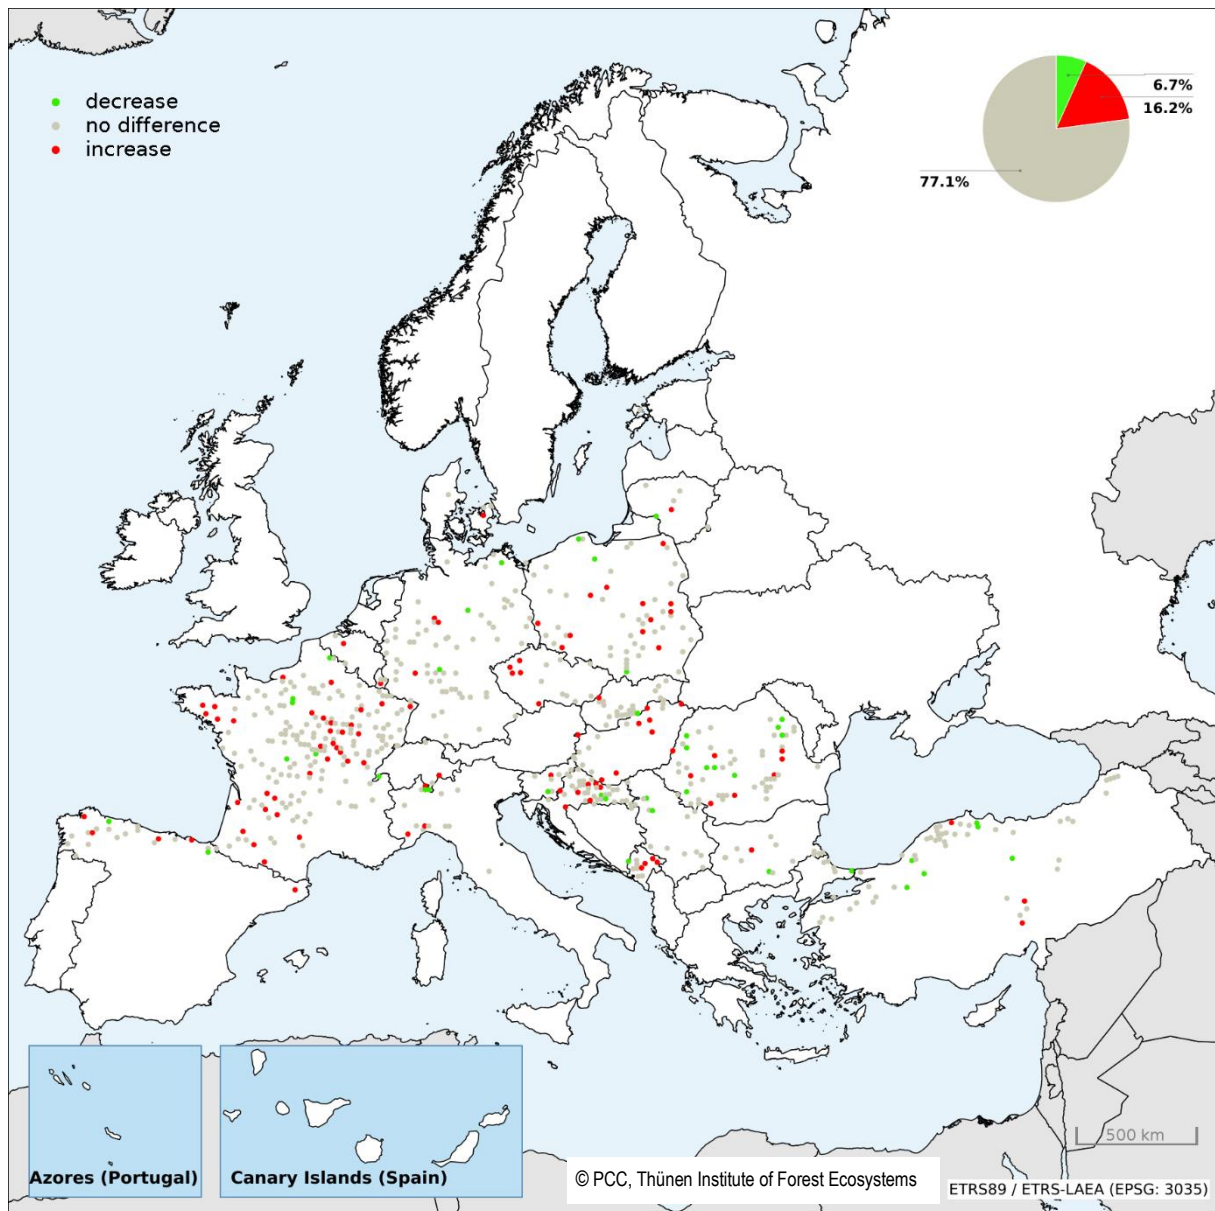 decrease
no difference
increase
6.7%
16.2%
77.1%
500 km
Azores (Portugal)
Canary Islands (Spain)
© PCC, Thünen Institute of Forest Ecosystems
ETRS89 / ETRS-LAEA (EPSG: 3035)